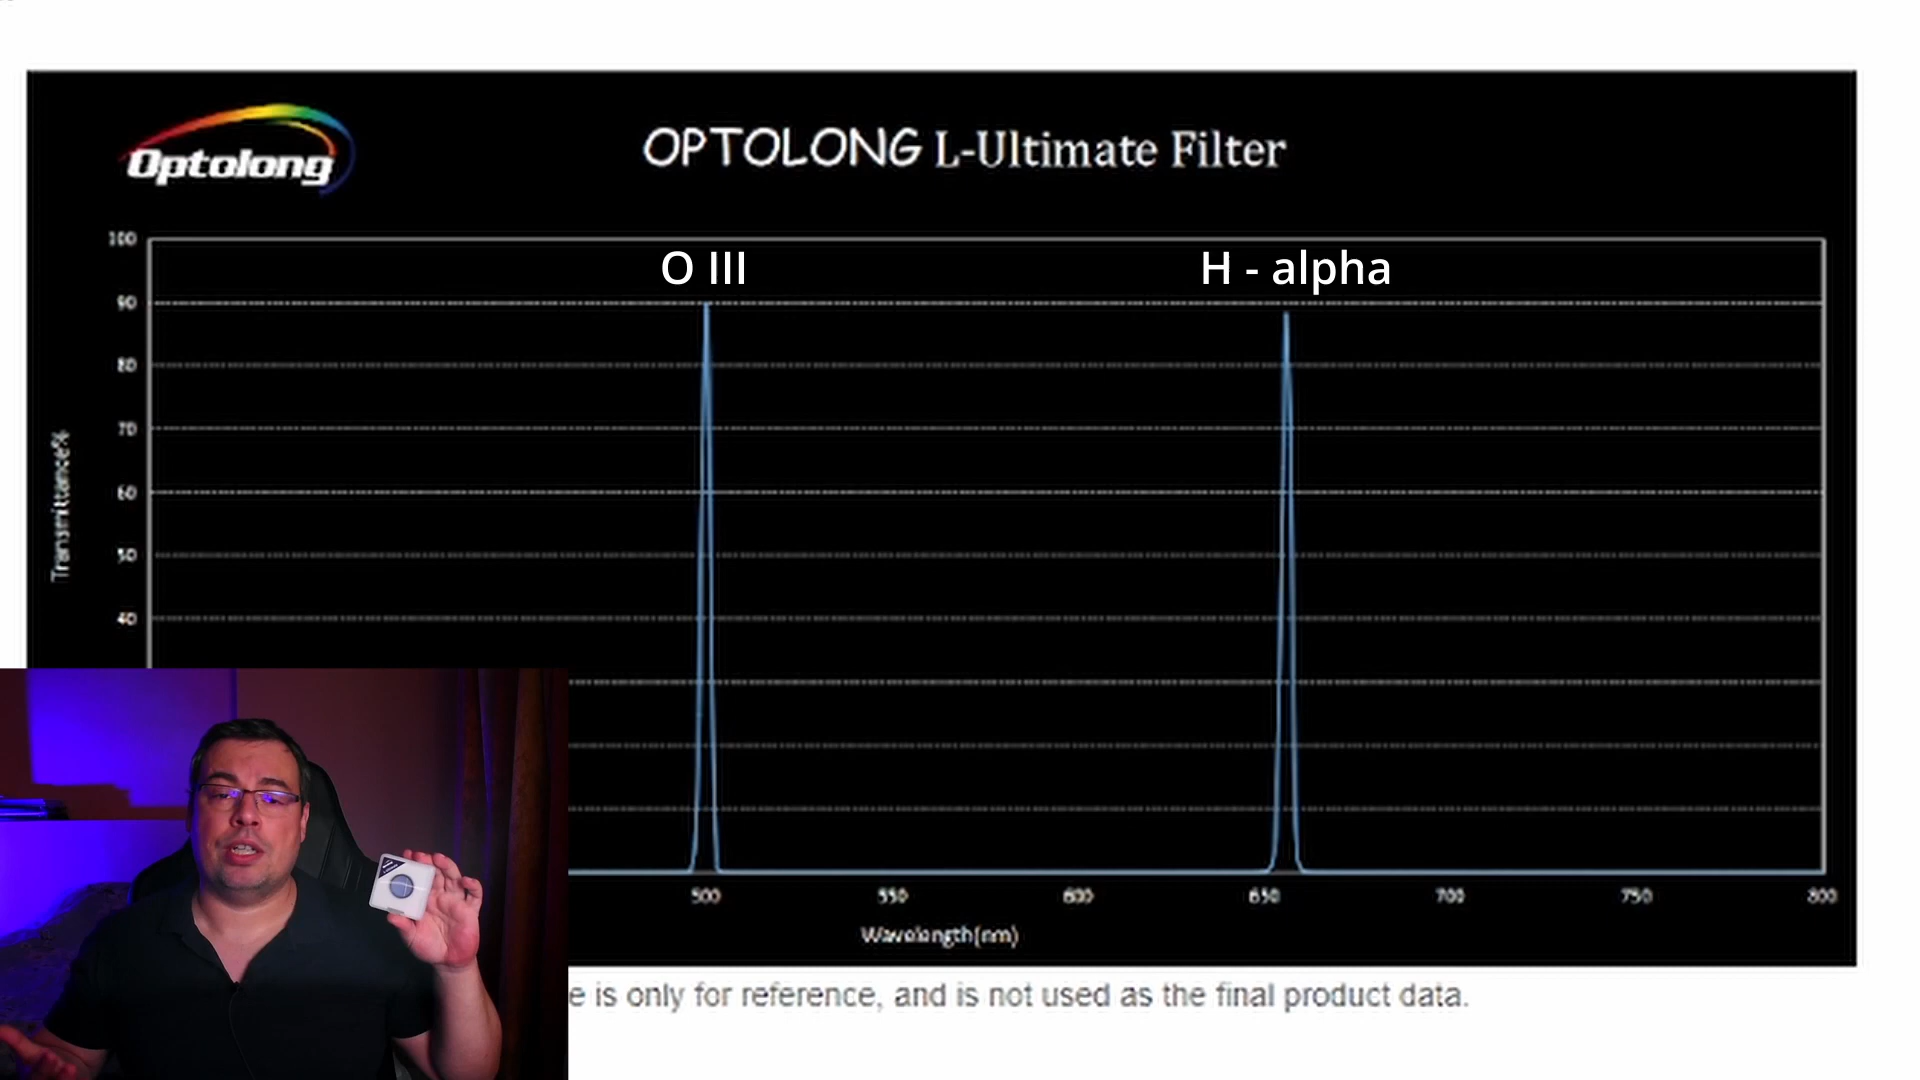 Optolong
OPTOLONG L-Ultimate Filter
100
O III
H - alpha
90
80
70
60
50
40
Transmittance%
500
550
600
650
700
750
800
Wavelength(nm)
e is only for reference, and is not used as the final product data.